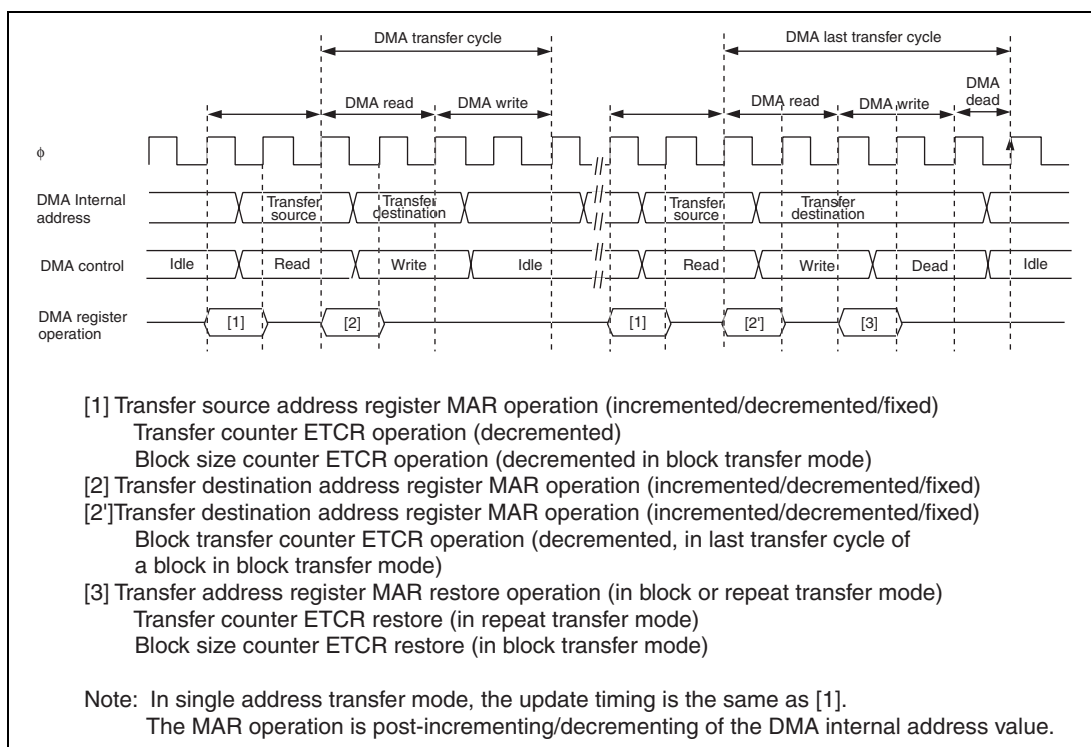 DMA transfer cycle
DMA last transfer cycle
DMA read
DMA write
DMA read
DMA write
DMA
dead
φ
DMA Internal
address
Transfer
source
Transfer
destination
Transfer
source
Transfer
destination
DMA control
Idle
Read
Write
Idle
Read
Write
Dead
Idle
DMA register
operation
[1]
[2]
[1]
[2']
[3]
[1] Transfer source address register MAR operation (incremented/decremented/fixed)
Transfer counter ETCR operation (decremented)
Block size counter ETCR operation (decremented in block transfer mode)
[2] Transfer destination address register MAR operation (incremented/decremented/fixed)
[2']Transfer destination address register MAR operation (incremented/decremented/fixed)
Block transfer counter ETCR operation (decremented, in last transfer cycle of
a block in block transfer mode)
[3] Transfer address register MAR restore operation (in block or repeat transfer mode)
Transfer counter ETCR restore (in repeat transfer mode)
Block size counter ETCR restore (in block transfer mode)
Note: In single address transfer mode, the update timing is the same as [1].
The MAR operation is post-incrementing/decrementing of the DMA internal address value.